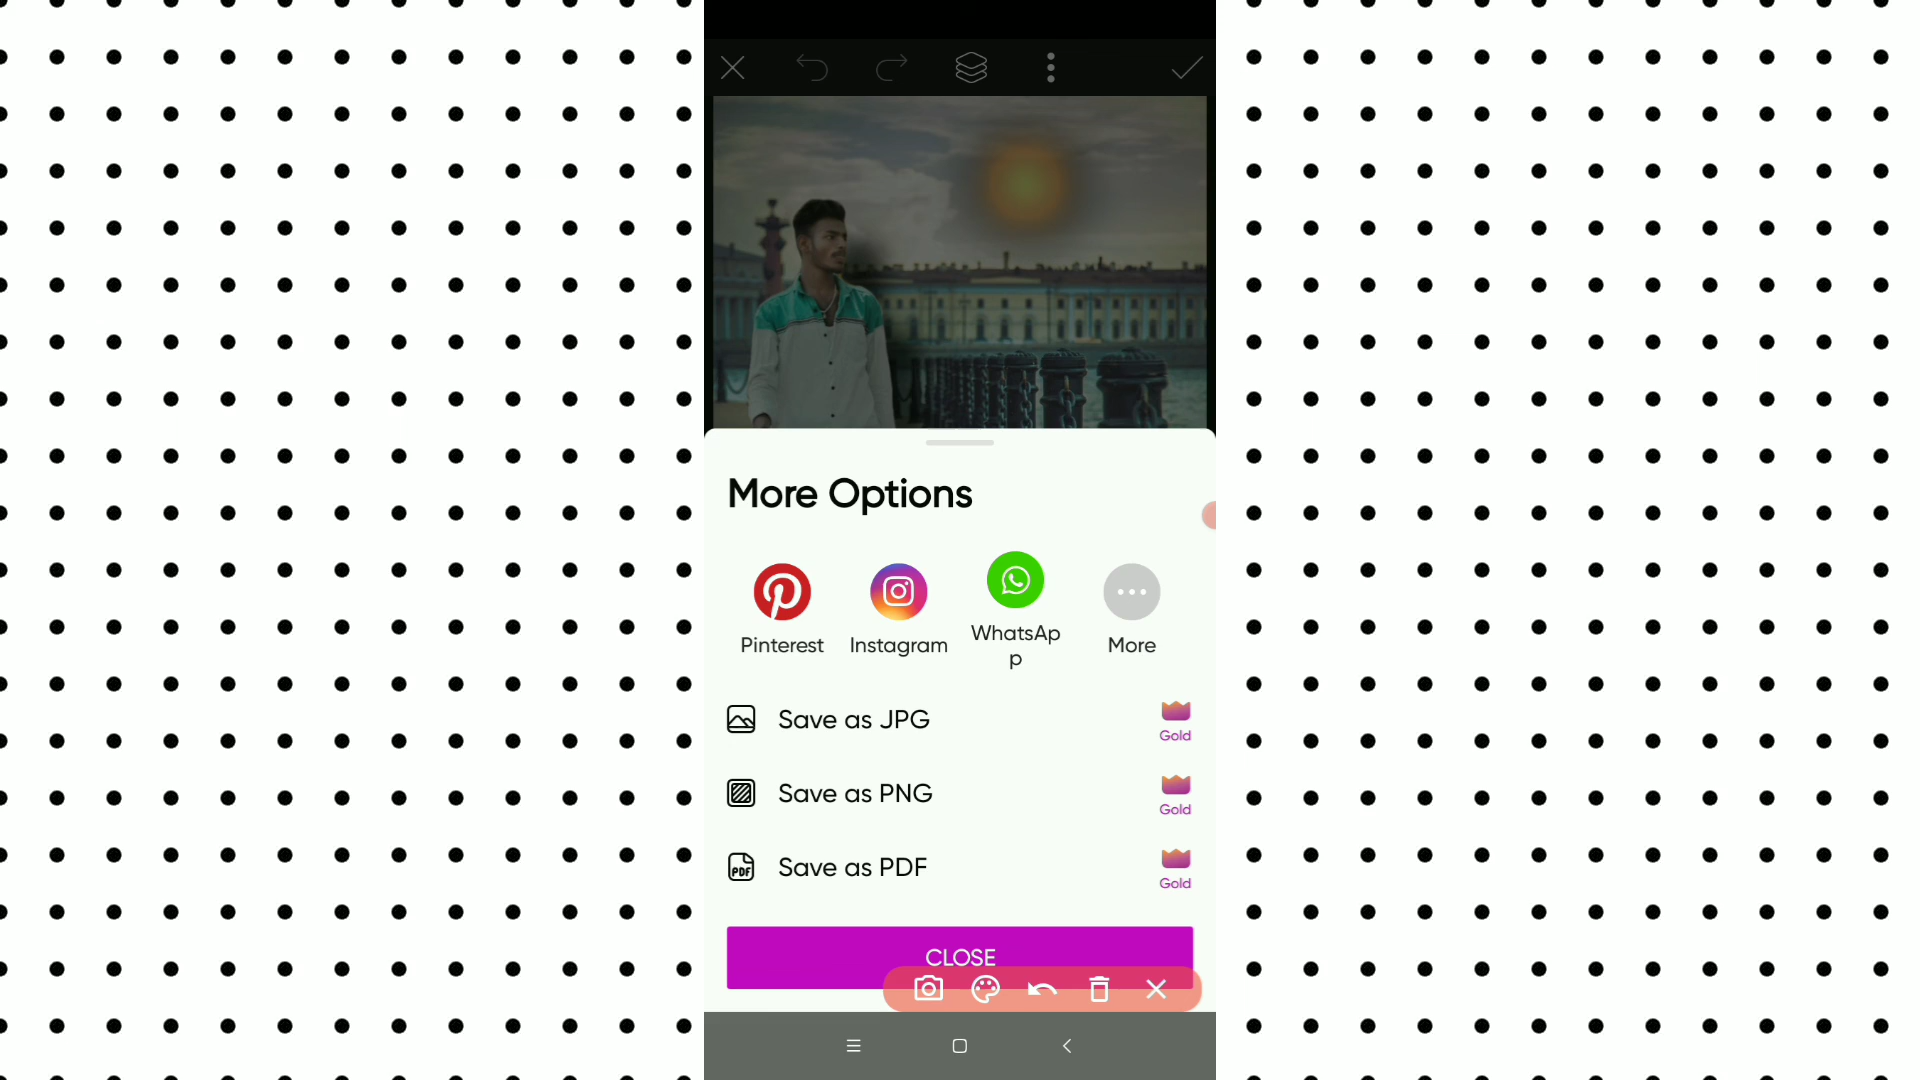 More Options
Pinterest
Instagram
WhatsAp
p
More
Save as JPG
Gold
Save as PNG
Gold
PDF
Save as PDF
Gold
CLOSE